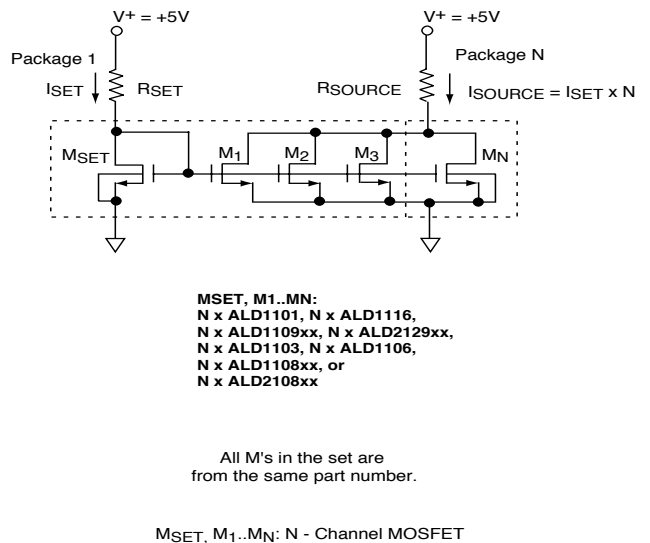 V+ = +5V
V+ = +5V
Package 1
Package N
ISET
RSET
RSOURCE
ISOURCE = ISET x N
MSET
M1
M2
M3
MN
MSET, M1..MN:
N x ALD1101, N x ALD1116,
N x ALD1109xx, N x ALD2129xx,
N x ALD1103, N x ALD1106,
N x ALD1108xx, or
N x ALD2108xx
All M's in the set are
from the same part number.
MSET, M1..MN: N - Channel MOSFET